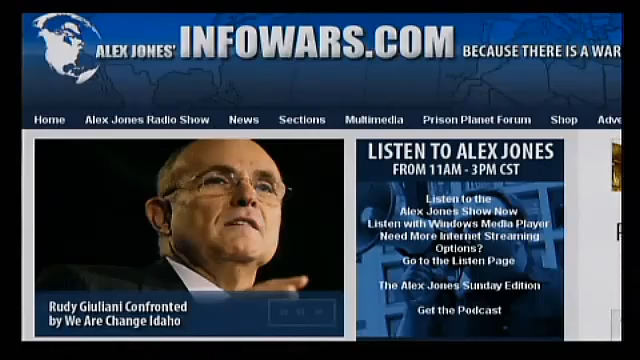 ALEX JONES' INFOWARS.COM BECAUSE THERE IS A WAR
Home Alex Jones Radio Show News Sections Multimedia Prison Planet Forum Shop Adve
LISTEN TO ALEX JONES
FROM 11AM - 3PM CST
Listen to the
Alex Jones Show Now
Listen with Windows Media Player
Need More Internet Streaming
Options?
Go to the Listen Page
The Alex Jones Sunday Edition
Get the Podcast
Rudy Giuliani Confronted
by We Are Change Idaho